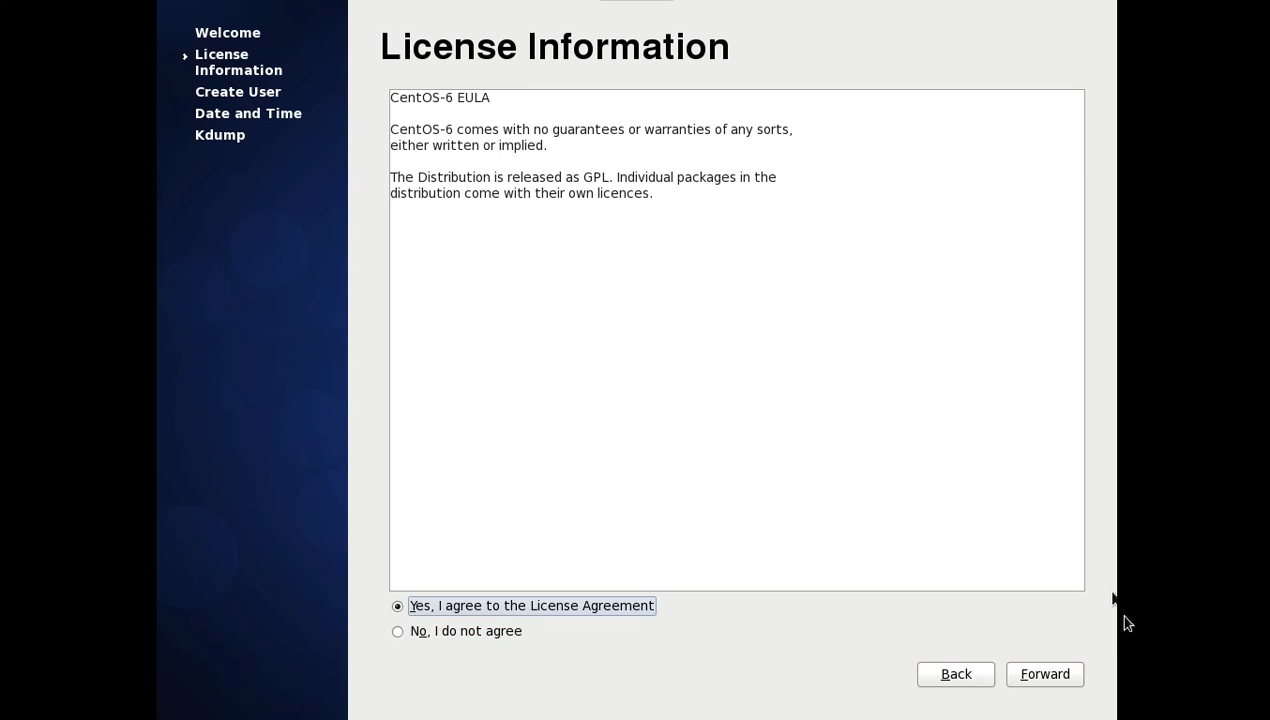 Welcome
License
Information
Create User
Date and Time
Kdump
License Information
CentOS-6 EULA
CentOS-6 comes with no guarantees or warranties of any sorts,
either written or implied.
The Distribution is released as GPL. Individual packages in the
distribution come with their own licences.
Yes, I agree to the License Agreement
No, I do not agree
Back
Forward